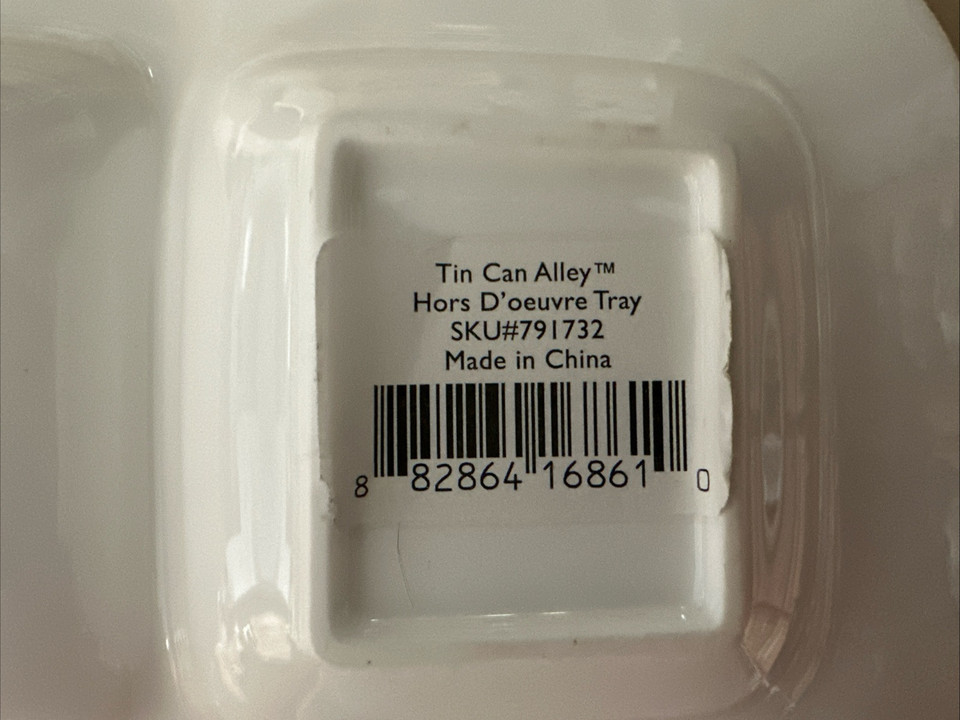 Tin Can Alley™
Hors D'oeuvre Tray
SKU#791732
Made in China
8 82864 16861 0